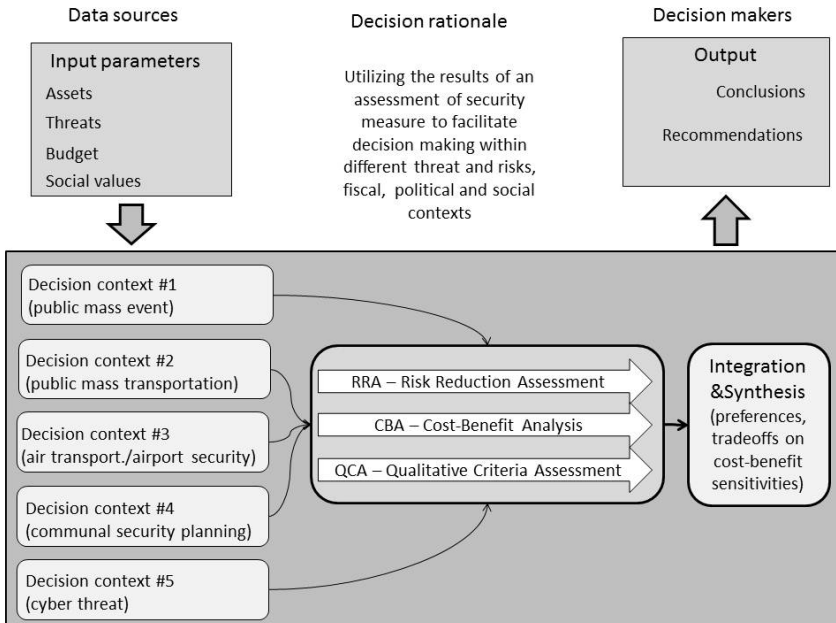 Data sources
Decision rationale
Decision makers
Input parameters
Assets
Threats
Budget
Social values
Utilizing the results of an
assessment of security
measure to facilitate
decision making within
different threat and risks,
fiscal, political and social
contexts
Output
Conclusions
Recommendations
Decision context #1
(public mass event)
Decision context #2
(public mass transportation)
Decision context #3
(air transport./airport security)
Decision context #4
(communal security planning)
Decision context #5
(cyber threat)
RRA – Risk Reduction Assessment
CBA – Cost-Benefit Analysis
QCA – Qualitative Criteria Assessment
Integration
&Synthesis
(preferences,
tradeoffs on
cost-benefit
sensitivities)